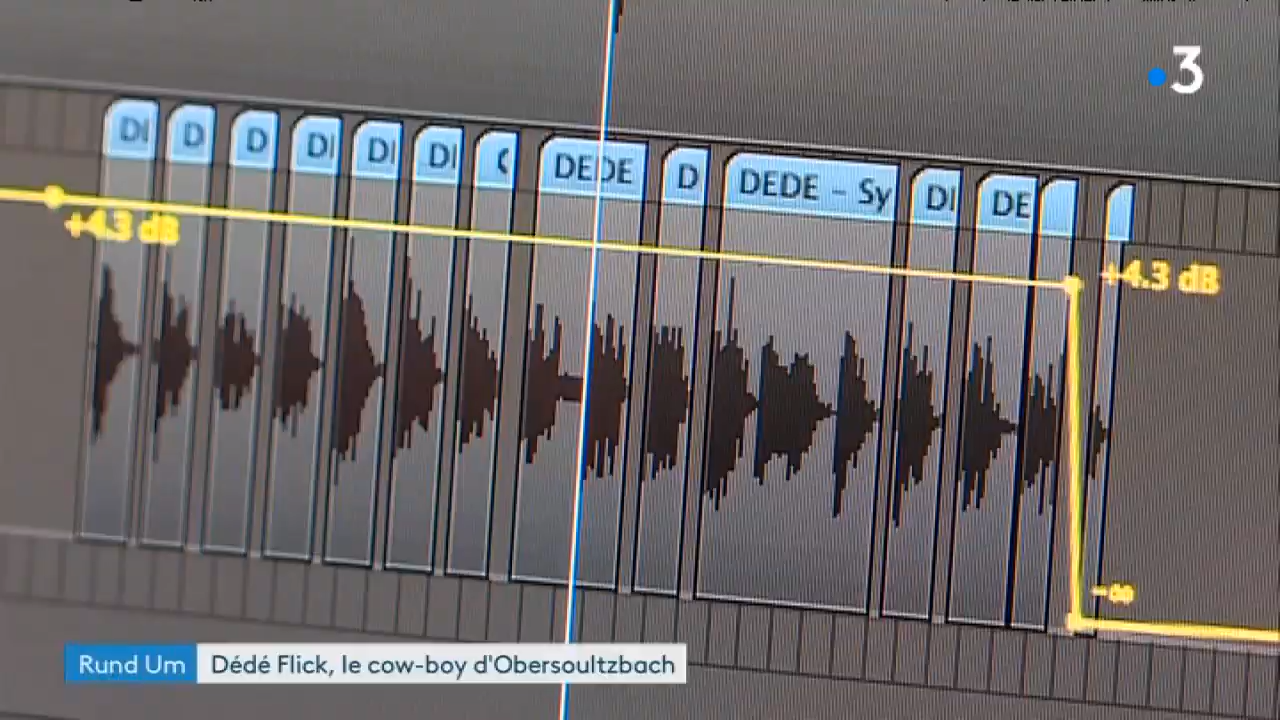 3
DI D D DI DI DI DEDE D DEDE – Sy DI DE
+4.3 dB
+4.3 dB
-∞
Rund Um Dédé Flick, le cow-boy d'Obersoultzbach